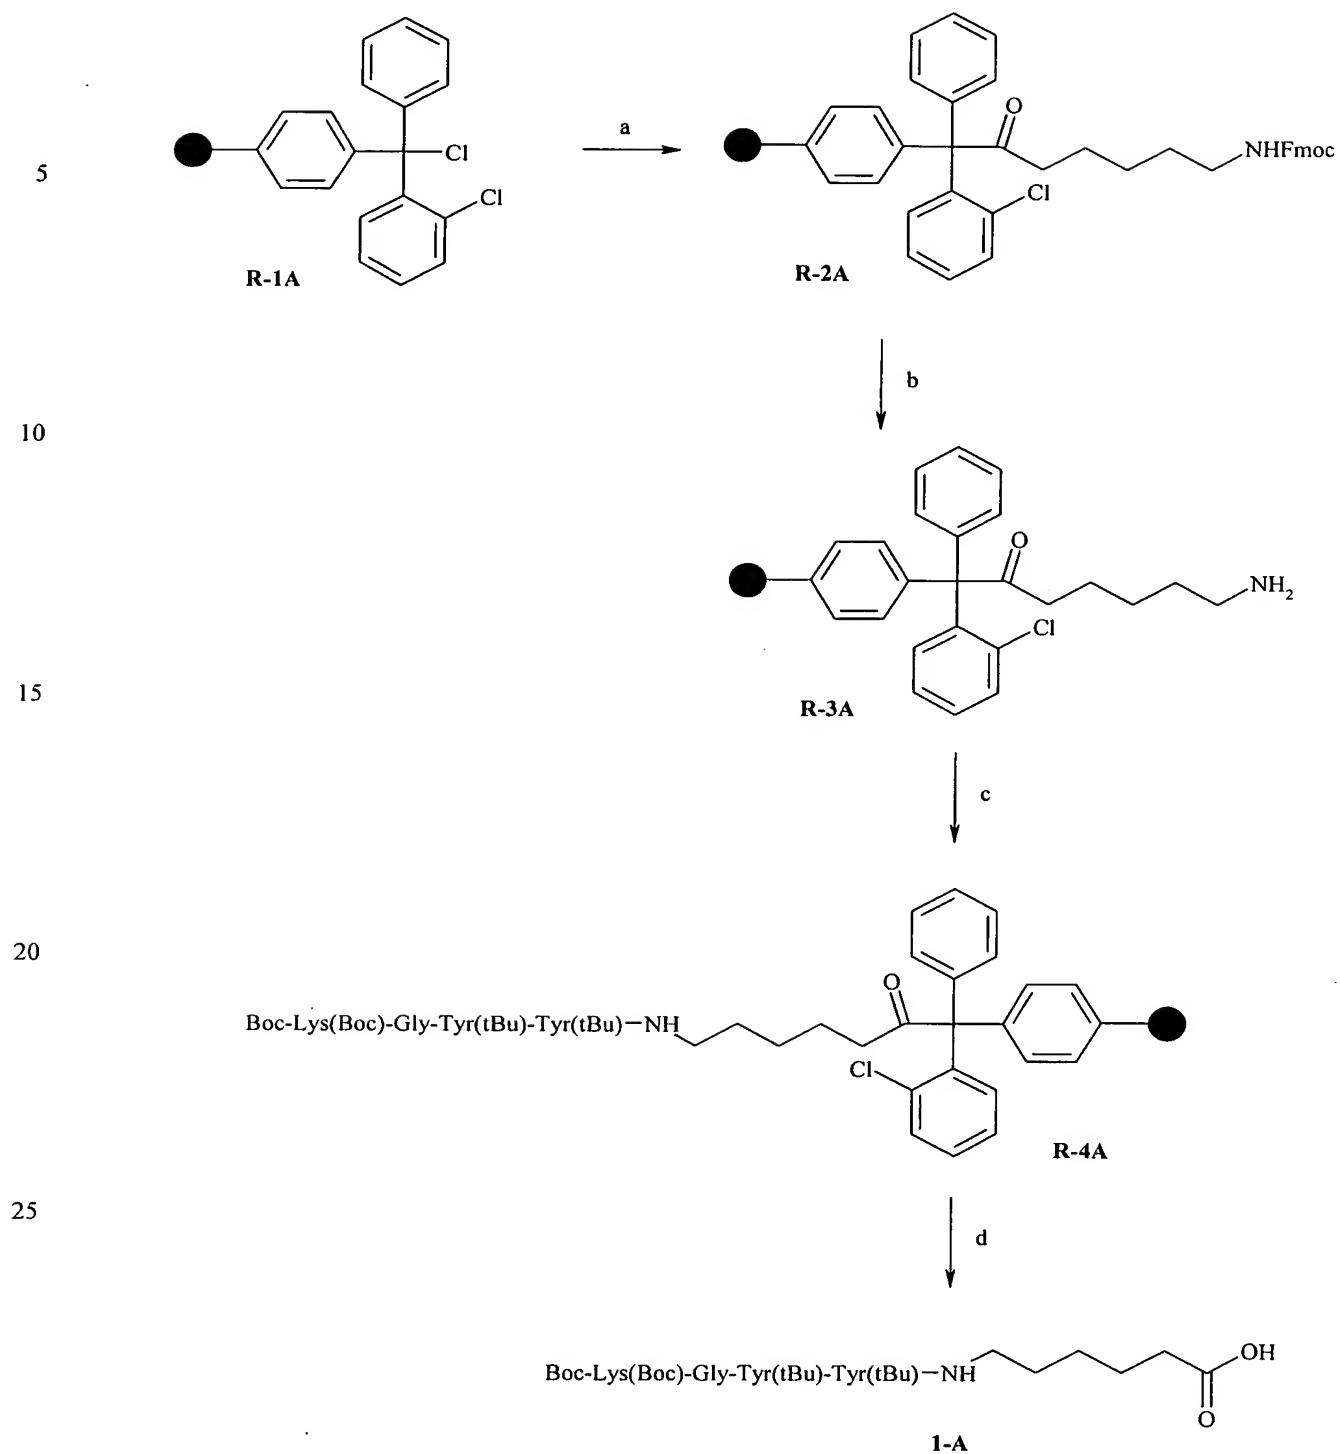 Cl
a
O
NHFmoc
5
Cl
Cl
R-1A
R-2A
b
10
O
NH2
Cl
15
R-3A
c
20
O
Boc-Lys(Boc)-Gly-Tyr(tBu)-Tyr(tBu)-NH
Cl
R-4A
25
d
Boc-Lys(Boc)-Gly-Tyr(tBu)-Tyr(tBu)-NH
OH
O
1-A